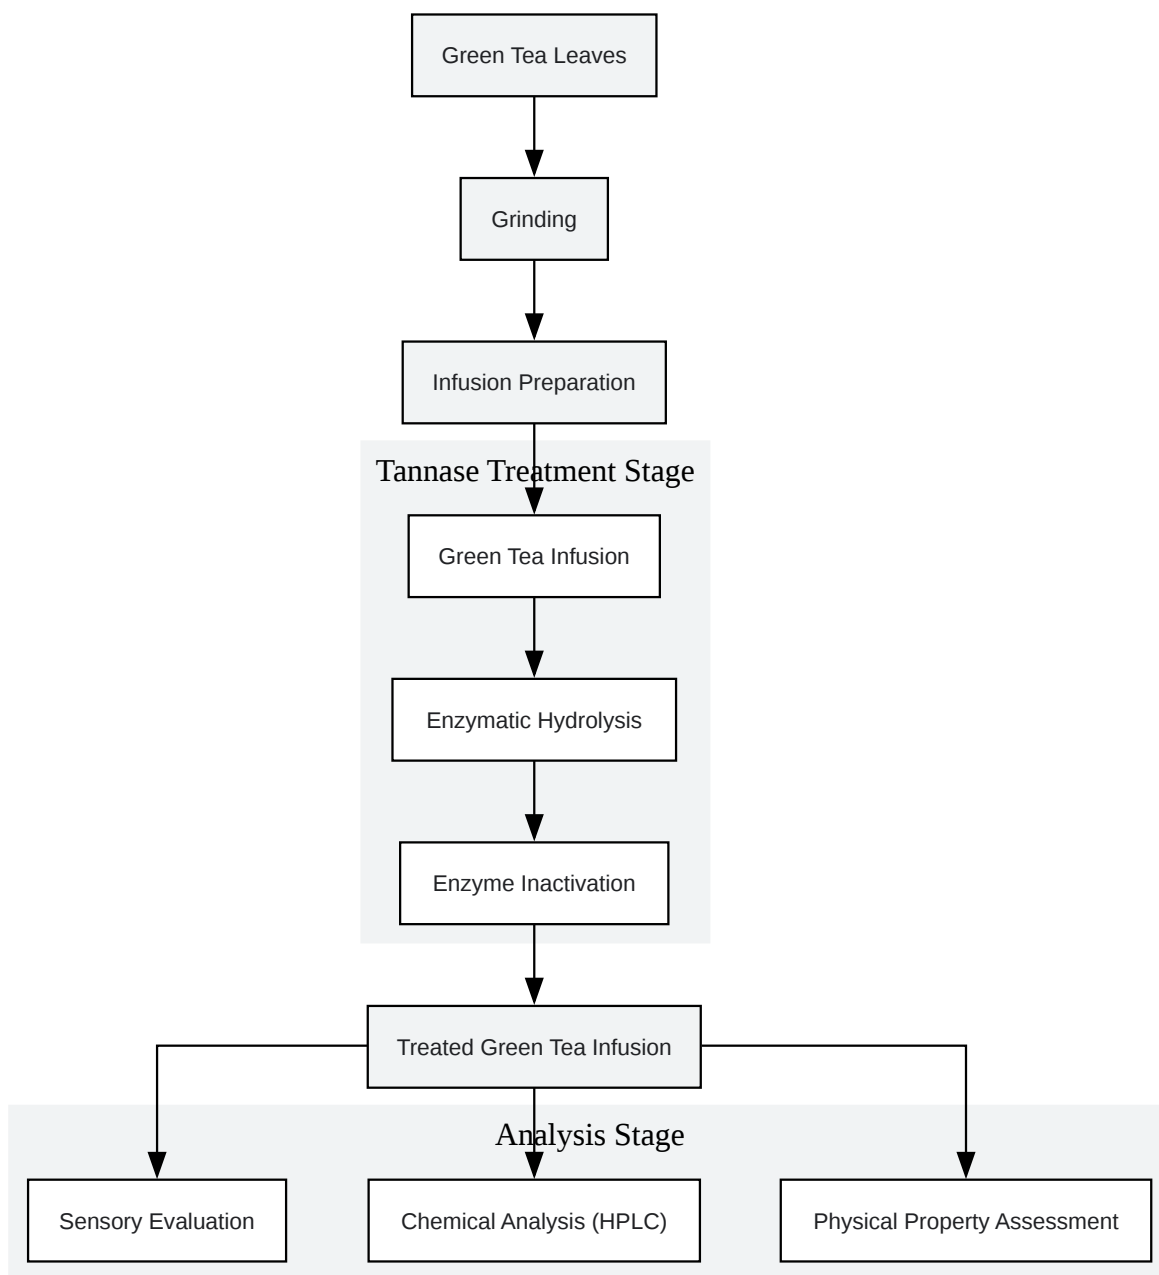 Green Tea Leaves
Grinding
Infusion Preparation
Tannase Treatment Stage
Green Tea Infusion
Enzymatic Hydrolysis
Enzyme Inactivation
Treated Green Tea Infusion
Analysis Stage
Sensory Evaluation
Chemical Analysis (HPLC)
Physical Property Assessment